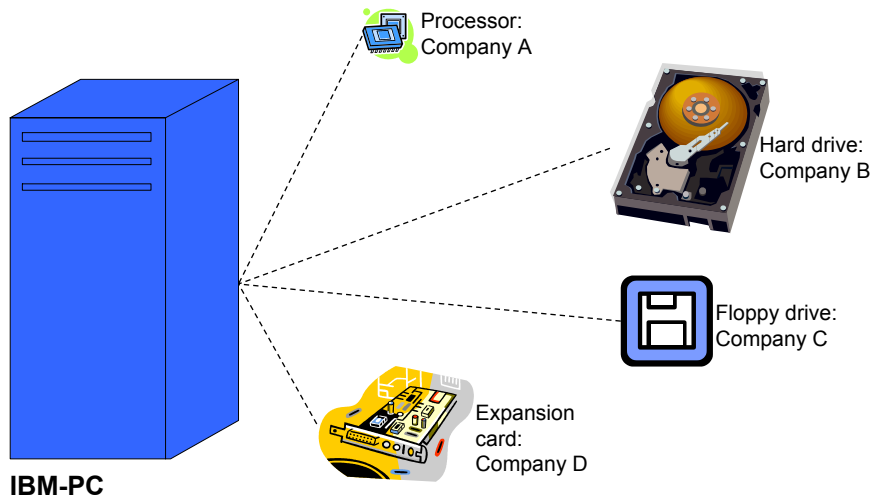 Processor:
Company A
Hard drive:
Company B
Floppy drive:
Company C
Expansion
card:
Company D
IBM-PC